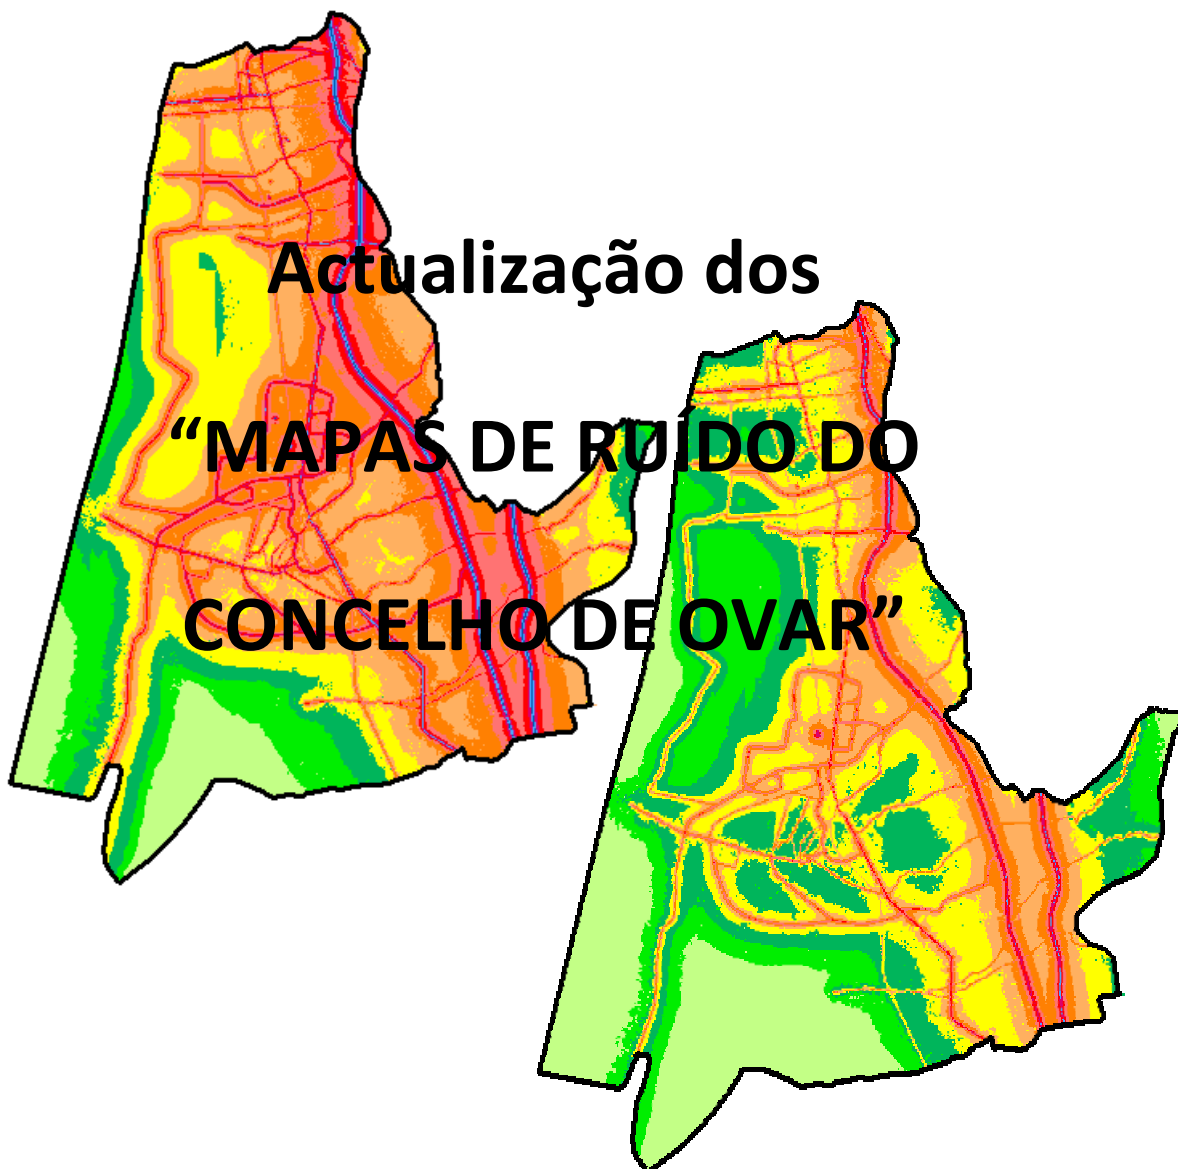 Actualização dos
“MAPAS DE RUÍDO DO
CONCELHO DE OVAR”